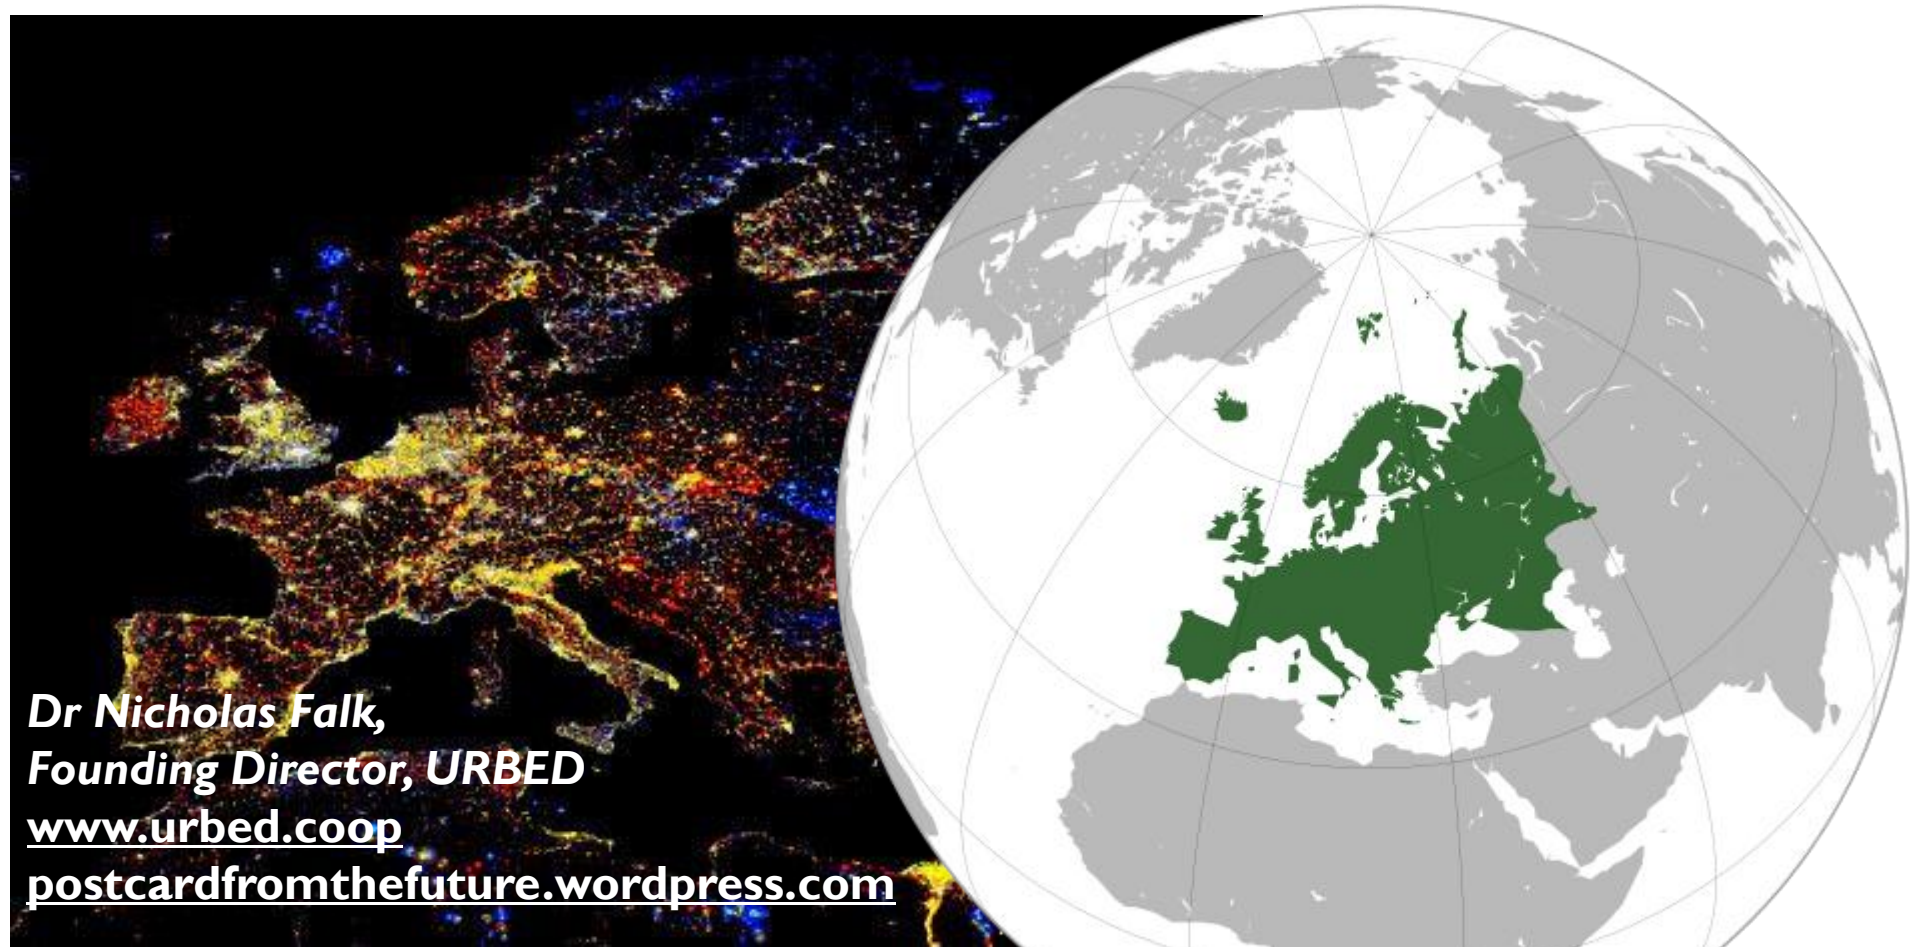 Dr Nicholas Falk,
Founding Director, URBED
www.urbed.coop
postcardfromthefuture.wordpress.com